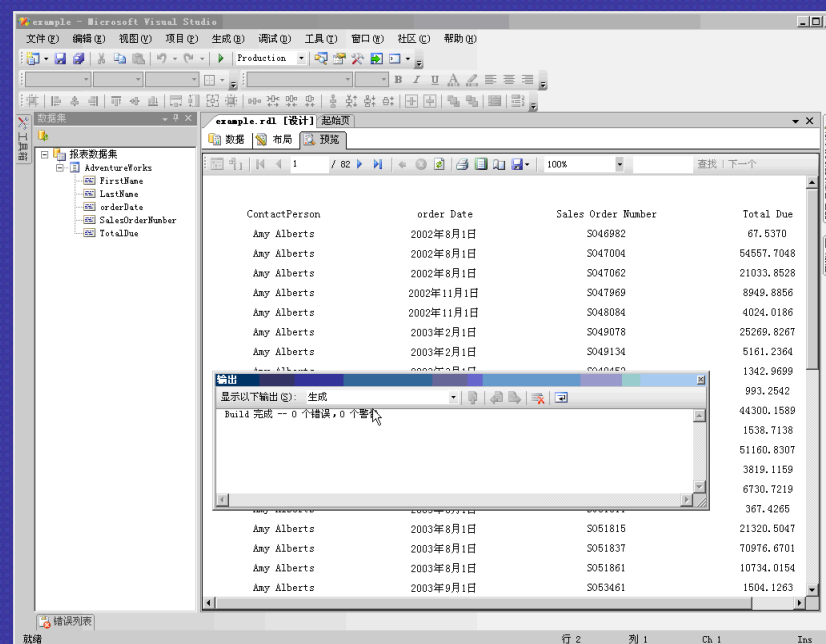 example - Microsoft Visual Studio
文件(F) 编辑(E) 视图(V) 项目(P) 生成(B) 调试(D) 工具(T) 窗口(W) 社区(C) 帮助(H)
Production
B I U A
数据集
工具箱
报表数据集
AdventureWorks
FirstName
LastName
orderDate
SalesOrderNumber
TotalDue
example.rdl [设计] 起始页
数据 布局 预览
1 / 82 100% 查找 | 下一个
ContactPerson order Date Sales Order Number Total Due
Amy Alberts 2002年8月1日 SO46982 67.5370
Amy Alberts 2002年8月1日 SO47004 54557.7048
Amy Alberts 2002年8月1日 SO47062 21033.8528
Amy Alberts 2002年11月1日 SO47969 8949.8856
Amy Alberts 2002年11月1日 SO48084 4024.0186
Amy Alberts 2003年2月1日 SO49078 25269.8267
Amy Alberts 2003年2月1日 SO49134 5161.2364
1342.9699
输出
显示以下输出(S): 生成
Build 完成 -- 0 个错误，0 个警
993.2542
44300.1589
1538.7138
51160.8307
3819.1159
6730.7219
367.4265
Amy Alberts 2003年8月1日 SO51815 21320.5047
Amy Alberts 2003年8月1日 SO51837 70976.6701
Amy Alberts 2003年8月1日 SO51861 10734.0154
Amy Alberts 2003年9月1日 SO53461 1504.1263
错误列表
就绪 行 2 列 1 Ch 1 Ins